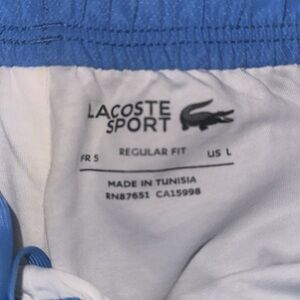 LACOSTE
SPORT
FR 5 REGULAR FIT US L
MADE IN TUNISIA
RN87651 CA15998